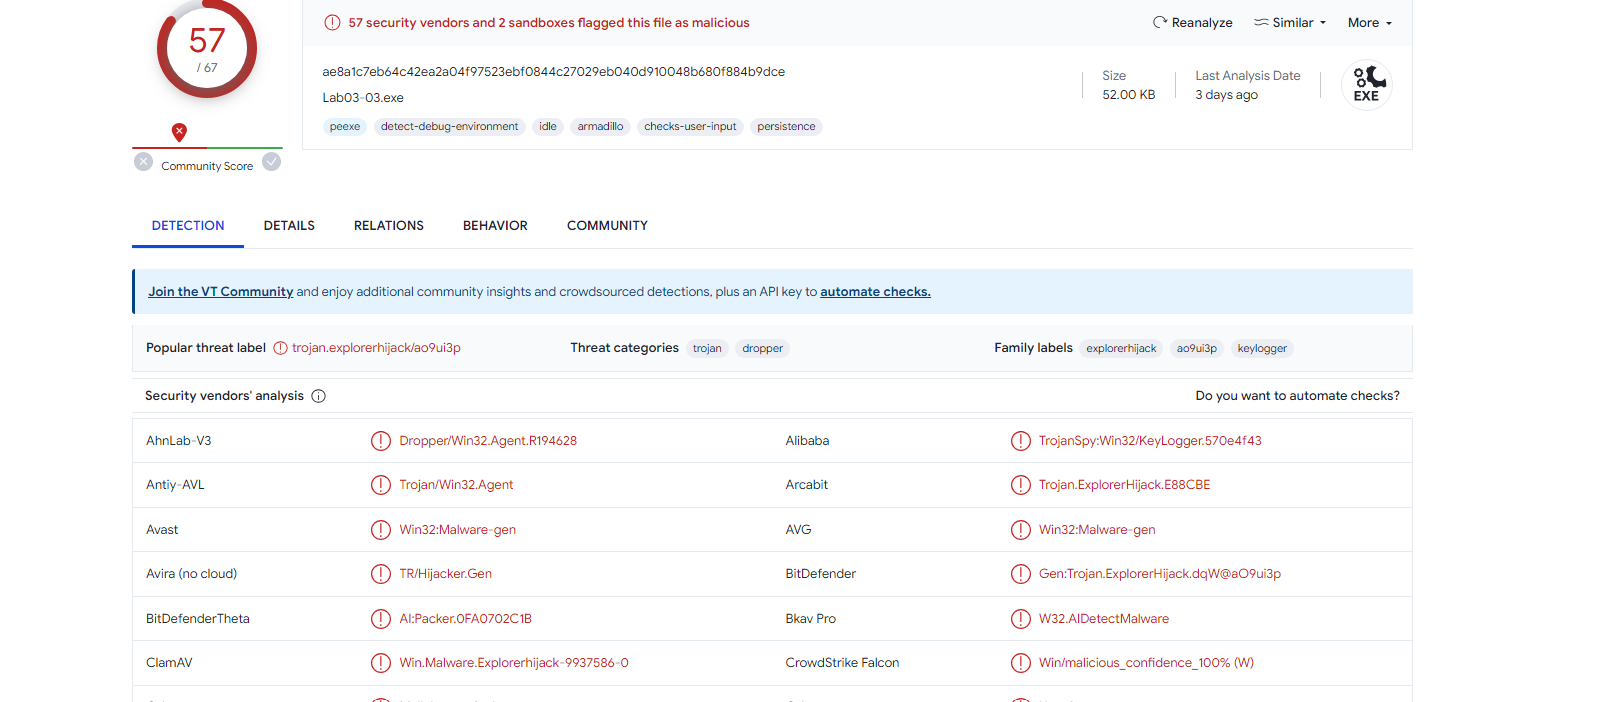 57
/ 67
Community Score
57 security vendors and 2 sandboxes flagged this file as malicious
Reanalyze Similar More
ae8a1c7eb64c42ea2a04f97523ebf0844c27029eb040d910048b680f884b9dce
Lab03-03.exe
peexe detect-debug-environment idle armadillo checks-user-input persistence
Size
52.00 KB
Last Analysis Date
3 days ago
EXE
DETECTION DETAILS RELATIONS BEHAVIOR COMMUNITY
Join the VT Community and enjoy additional community insights and crowdsourced detections, plus an API key to automate checks.
Popular threat label trojan.explorerhijack/ao9ui3p Threat categories trojan dropper Family labels explorerhijack ao9ui3p keylogger
Security vendors' analysis Do you want to automate checks?
AhnLab-V3 Dropper/Win32.Agent.R194628 Alibaba TrojanSpy:Win32/KeyLogger.570e4f43
Antiy-AVL Trojan/Win32.Agent Arcabit Trojan.ExplorerHijack.E88CBE
Avast Win32:Malware-gen AVG Win32:Malware-gen
Avira (no cloud) TR/Hijacker.Gen BitDefender Gen:Trojan.ExplorerHijack.dqW@aO9ui3p
BitDefenderTheta AI:Packer.0FA0702C1B Bkav Pro W32.AIDetectMalware
ClamAV Win.Malware.Explorerhijack-9937586-0 CrowdStrike Falcon Win/malicious_confidence_100% (W)